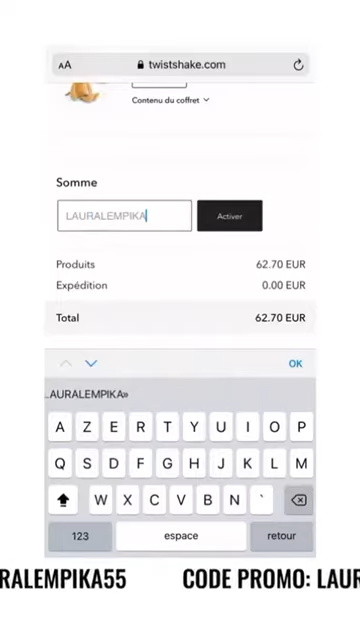 AA twistshake.com
Contenu du coffret
Somme
LAURALEMPIKA Activer
Produits 62.70 EUR
Expédition 0.00 EUR
Total 62.70 EUR
OK
.AURALEMPIKA»
A Z E R T Y U I O P
Q S D F G H J K L M
W X C V B N `
123 espace retour
RALEMPIKA55 CODE PROMO: LAUR